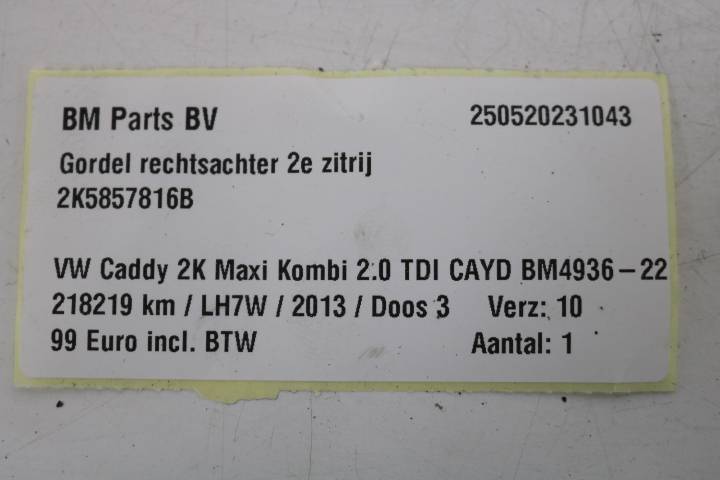 BM Parts BV 250520231043
Gordel rechtsachter 2e zitrij
2K5857816B
VW Caddy 2K Maxi Kombi 2.0 TDI CAYD BM4936-22
218219 km / LH7W / 2013 / Doos 3 Verz: 10
99 Euro incl. BTW Aantal: 1